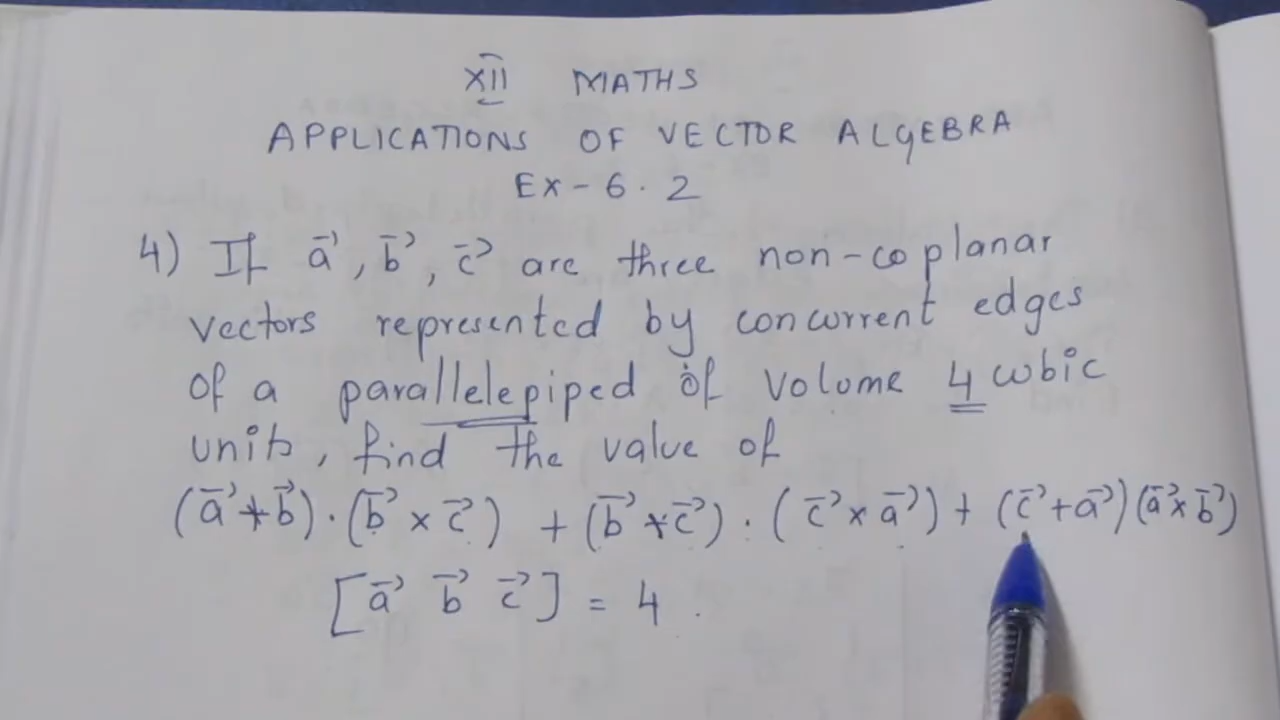 XII MATHS
APPLICATIONS OF VECTOR ALGEBRA
Ex - 6.2
4) If a⃗, b⃗, c⃗ are three non-coplanar
vectors represented by concurrent edges
of a parallelepiped of volume 4 cubic
units, find the value of
(a⃗+b⃗)·(b⃗×c⃗) + (b⃗+c⃗)·(c⃗×a⃗) + (c⃗+a⃗)(a⃗×b⃗)
[a⃗ b⃗ c⃗] = 4.